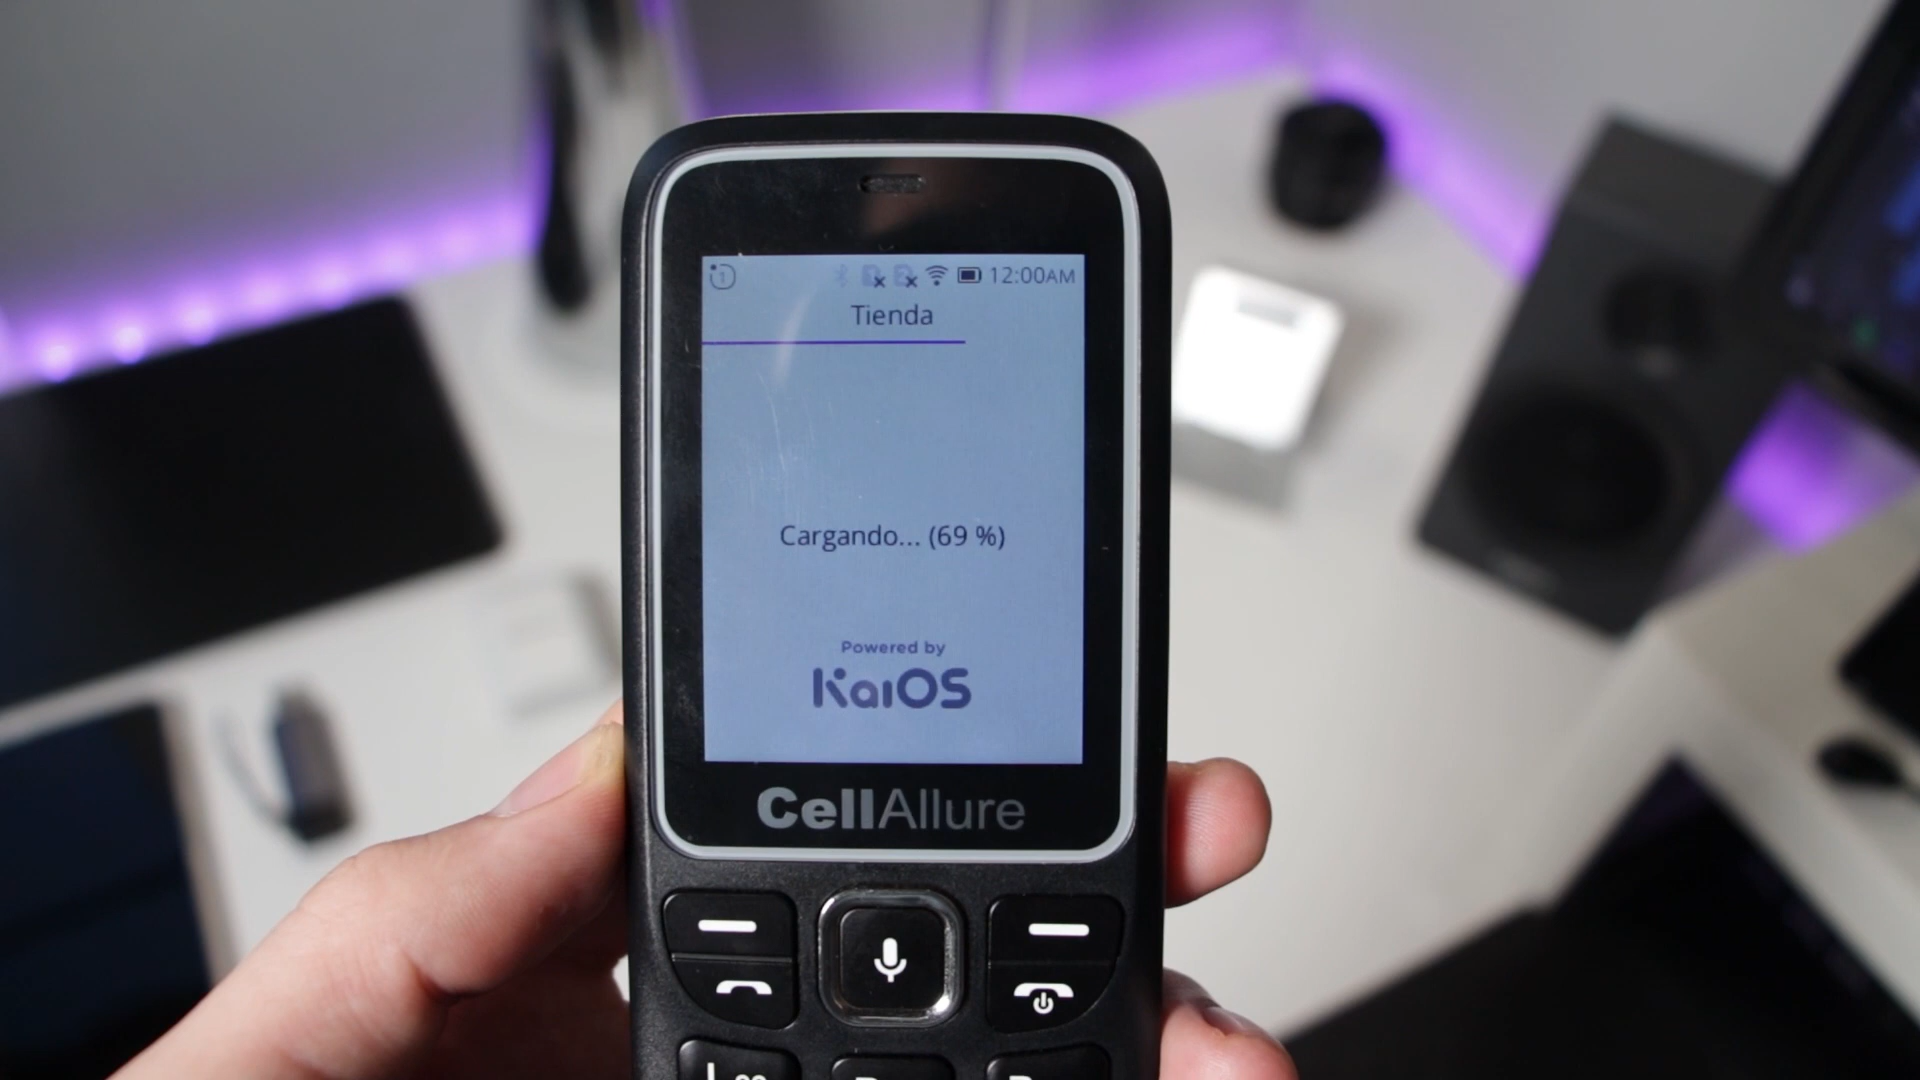 12:00AM
Tienda
Cargando... (69 %)
Powered by
KaiOS
CellAllure